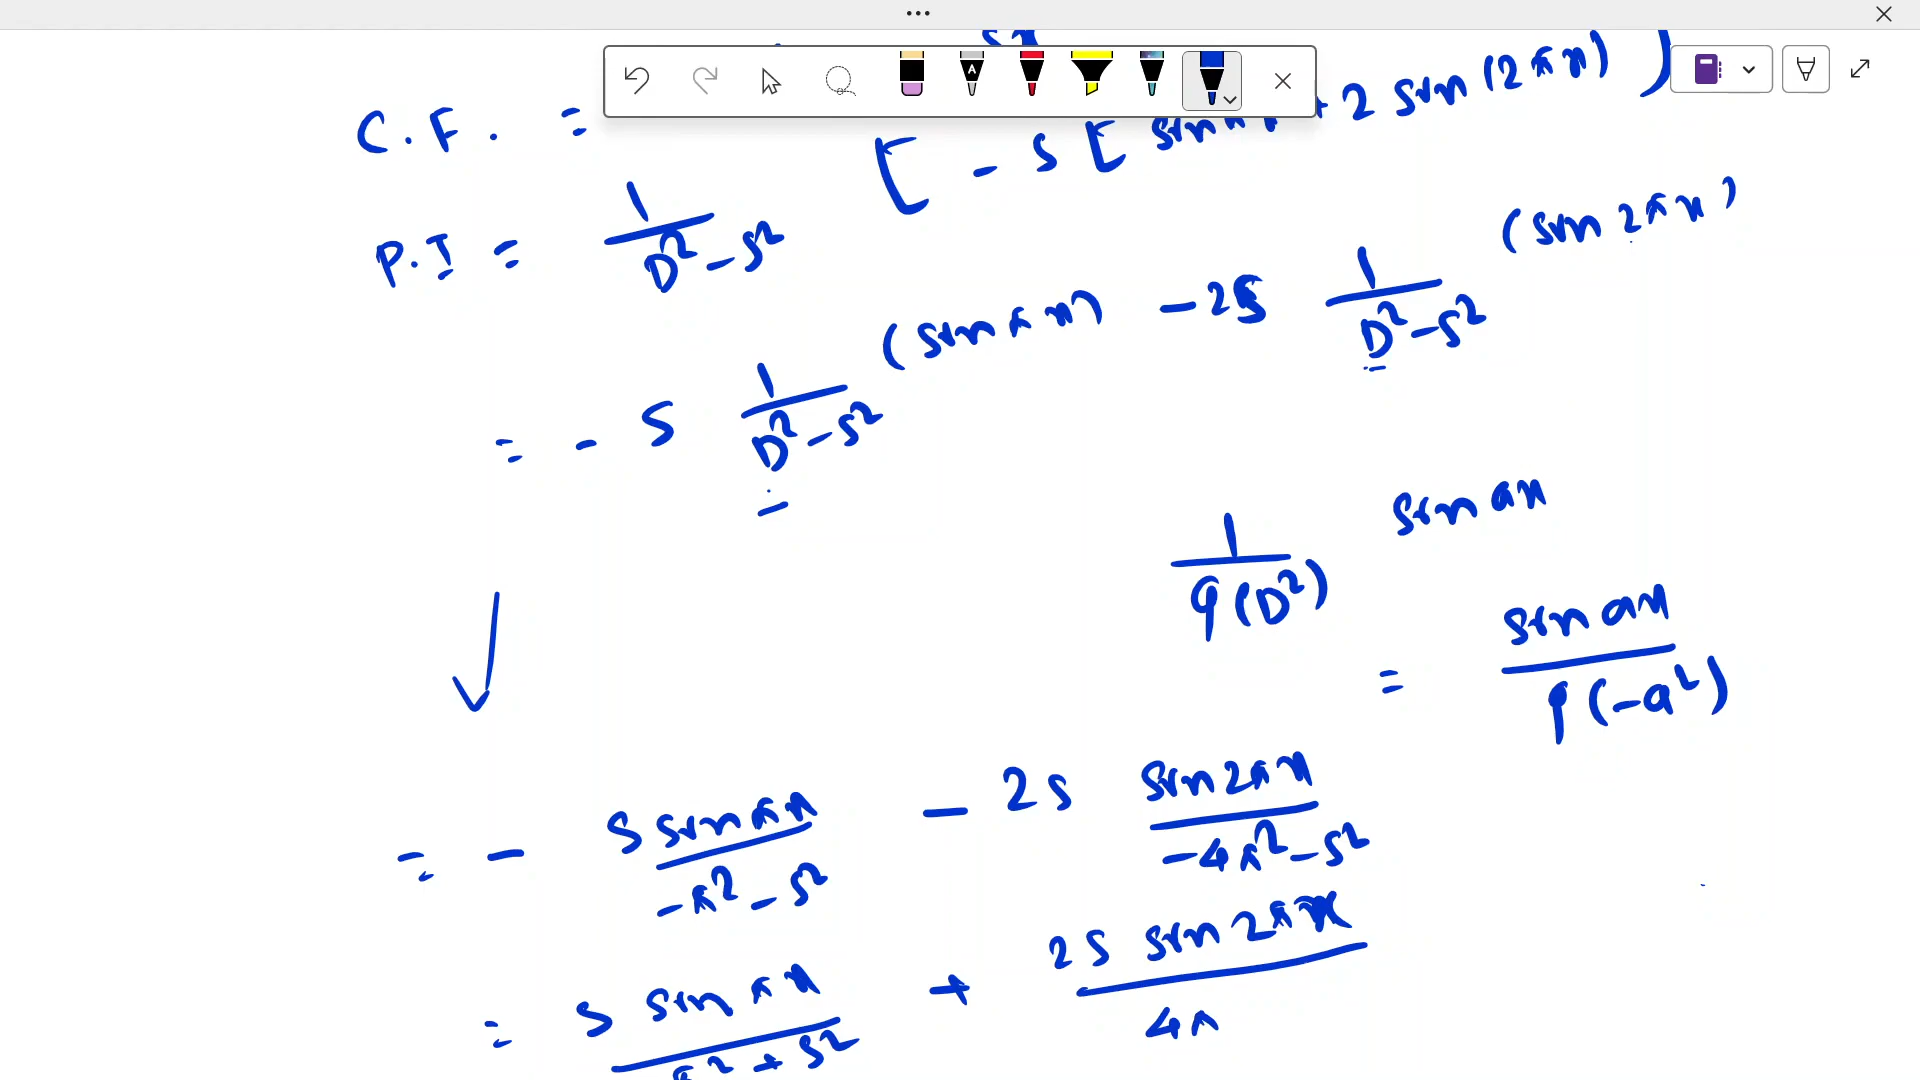 C.F. =
P.I = 1/(D² - s²) [ - s [ sin πx + 2 sin (2πx) )
= - s 1/(D² - s²) (sin πx) - 2s 1/(D² - s²) (sin 2πx)
1/φ(D²) sin ax
= sin ax/φ(-a²)
= - s sin πx/(-π² - s²) - 2s sin 2πx/(-4π² - s²)
= s sin πx/(π² + s²) + 2s sin 2πx/4π